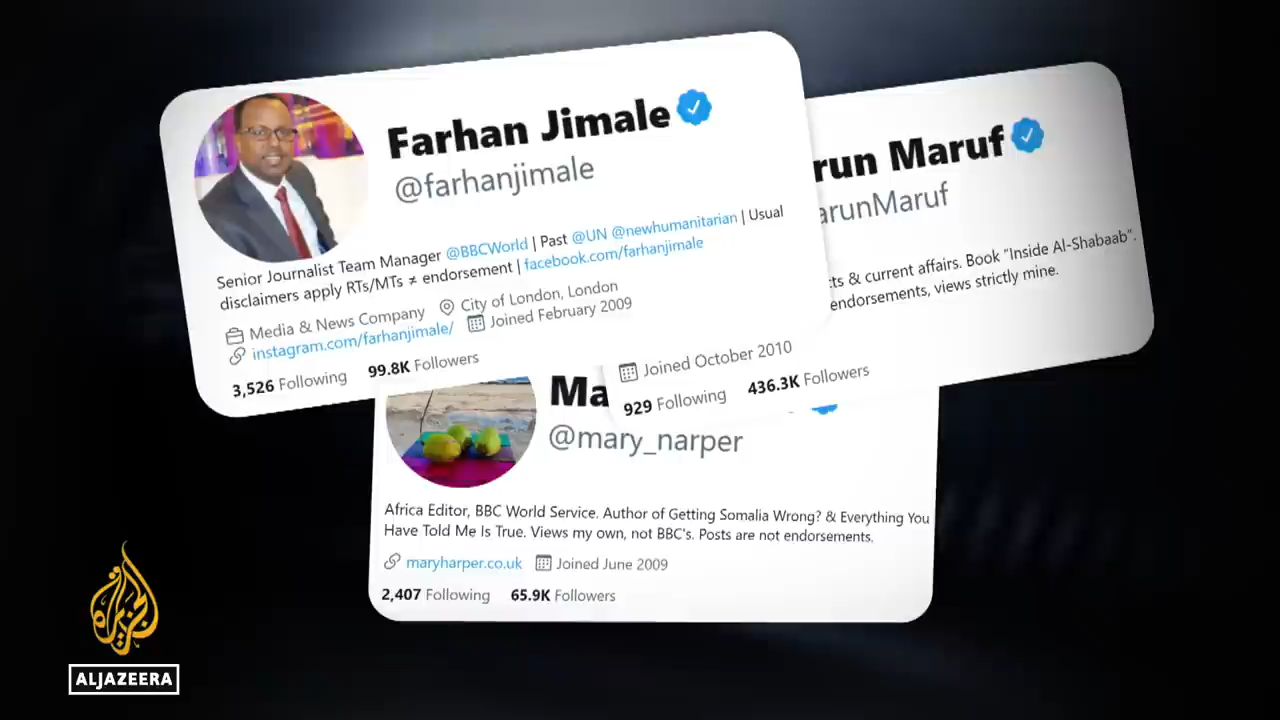 Farhan Jimale
@farhanjimale
Senior Journalist Team Manager @BBCWorld | Past @UN @newhumanitarian | Usual
disclaimers apply RTs/MTs ≠ endorsement | facebook.com/farhanjimale
Media & News Company City of London, London
instagram.com/farhanjimale/ Joined February 2009
3,526 Following 99.8K Followers
run Maruf
arunMaruf
cts & current affairs. Book “Inside Al-Shabaab”.
endorsements, views strictly mine.
Joined October 2010
929 Following 436.3K Followers
Ma
@mary_narper
Africa Editor, BBC World Service. Author of Getting Somalia Wrong? & Everything You
Have Told Me Is True. Views my own, not BBC's. Posts are not endorsements.
maryharper.co.uk Joined June 2009
2,407 Following 65.9K Followers
الجزيرة
ALJAZEERA